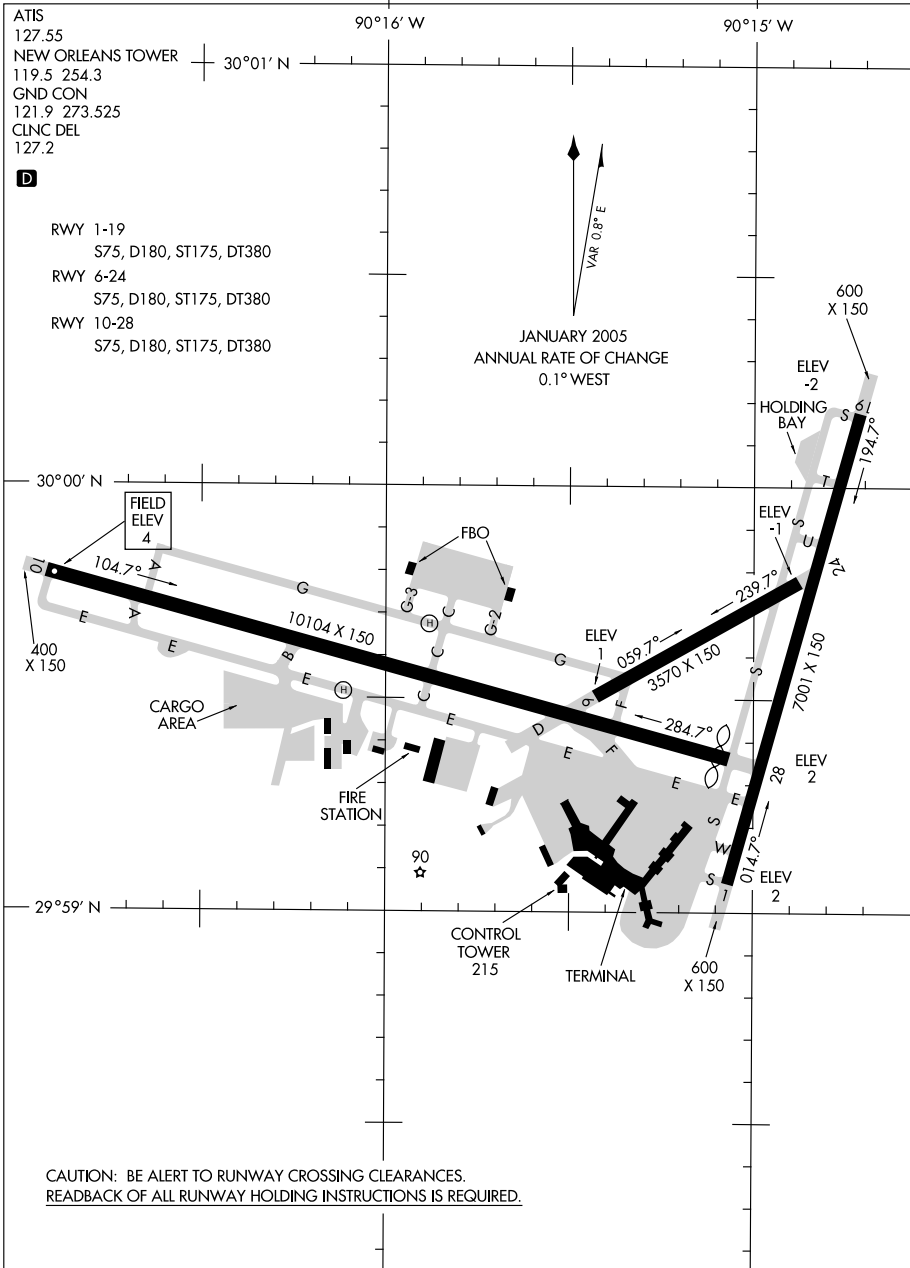 ATIS
127.55
NEW ORLEANS TOWER
119.5 254.3
GND CON
121.9 273.525
CLNC DEL
127.2
D
90°16' W
90°15' W
30°01' N
RWY 1-19
S75, D180, ST175, DT380
RWY 6-24
S75, D180, ST175, DT380
RWY 10-28
S75, D180, ST175, DT380
VAR 0.8° E
JANUARY 2005
ANNUAL RATE OF CHANGE
0.1° WEST
600
X 150
ELEV
-2
HOLDING
BAY
S
19
194.7°
T
30°00' N
FIELD
ELEV
4
FBO
ELEV
-1
S
U
24
10
104.7°
A
G
G-3
C
G-2
H
239.7°
059.7°
3570 X 150
ELEV
1
E
A
E
10104 X 150
C
G
S
7001 X 150
400
X 150
B
E
H
C
E
6
F
284.7°
CARGO
AREA
D
E
F
E
E
28
ELEV
2
FIRE
STATION
S
W
014.7°
90
S
1
ELEV
2
29°59' N
CONTROL
TOWER
215
TERMINAL
600
X 150
CAUTION: BE ALERT TO RUNWAY CROSSING CLEARANCES.
READBACK OF ALL RUNWAY HOLDING INSTRUCTIONS IS REQUIRED.